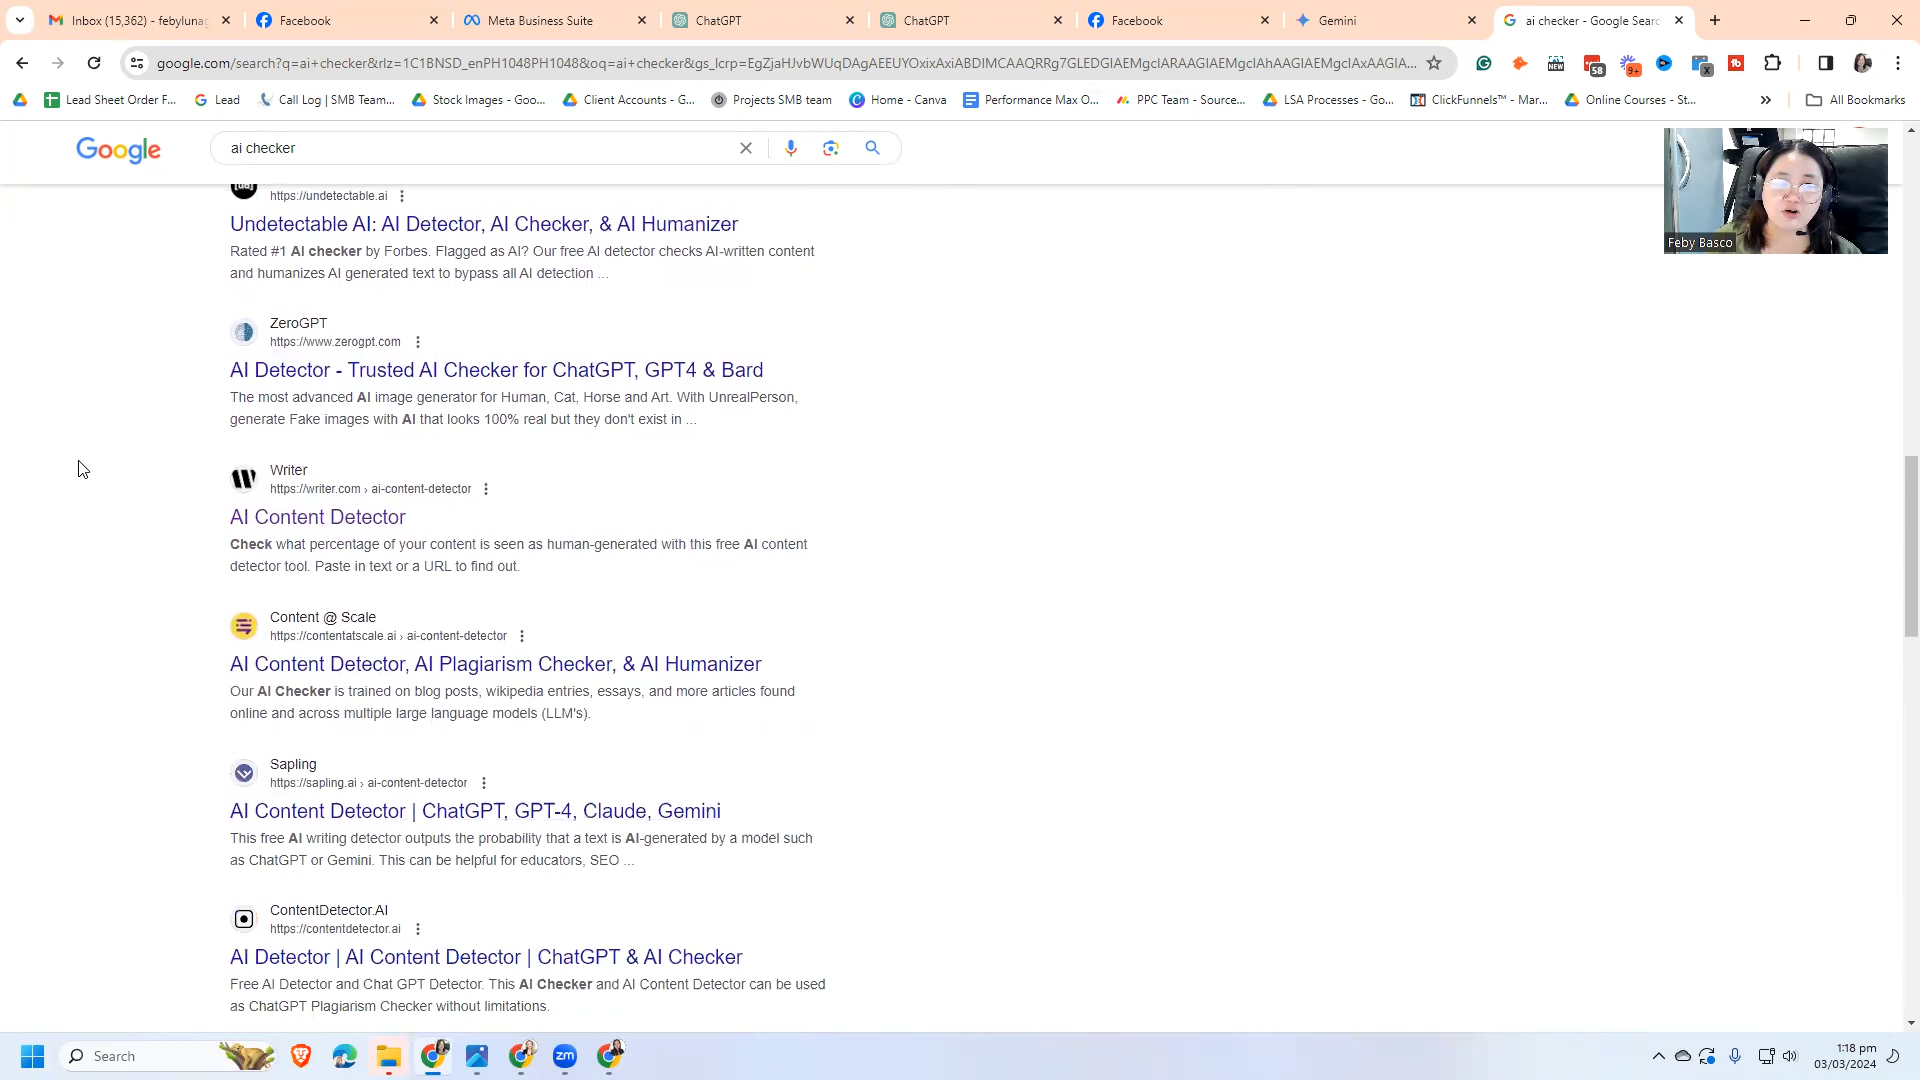 Inbox (15,362) - febyluna
Facebook
Meta Business Suite
ChatGPT
ChatGPT
Facebook
Gemini
ai checker - Google Searc
google.com/search?q=ai+checker&rlz=1C1BNSD_enPH1048PH1048&oq=ai+checker&gs_lcrp=EgZjaHJvbWUqDAgAEEUYOxixAxiABDIMCAAQRRg7GLEDGIAEMgcIARAAGIAEMgcIAhAAGIAEMgcIAxAAGIA...
58
9+
NEW
X
Lead Sheet Order F...
Lead
Call Log | SMB Team...
Stock Images - Goo...
Client Accounts - G...
Projects SMB team
Home - Canva
Performance Max O...
PPC Team - Source...
LSA Processes - Go...
ClickFunnels™ - Mar...
Online Courses - St...
All Bookmarks
Google
ai checker
Feby Basco
https://undetectable.ai
Undetectable AI: AI Detector, AI Checker, & AI Humanizer
Rated #1 AI checker by Forbes. Flagged as AI? Our free AI detector checks AI-written content
and humanizes AI generated text to bypass all AI detection ...
ZeroGPT
https://www.zerogpt.com
AI Detector - Trusted AI Checker for ChatGPT, GPT4 & Bard
The most advanced AI image generator for Human, Cat, Horse and Art. With UnrealPerson,
generate Fake images with AI that looks 100% real but they don't exist in ...
Writer
https://writer.com › ai-content-detector
AI Content Detector
Check what percentage of your content is seen as human-generated with this free AI content
detector tool. Paste in text or a URL to find out.
Content @ Scale
https://contentatscale.ai › ai-content-detector
AI Content Detector, AI Plagiarism Checker, & AI Humanizer
Our AI Checker is trained on blog posts, wikipedia entries, essays, and more articles found
online and across multiple large language models (LLM's).
Sapling
https://sapling.ai › ai-content-detector
AI Content Detector | ChatGPT, GPT-4, Claude, Gemini
This free AI writing detector outputs the probability that a text is AI-generated by a model such
as ChatGPT or Gemini. This can be helpful for educators, SEO ...
ContentDetector.AI
https://contentdetector.ai
AI Detector | AI Content Detector | ChatGPT & AI Checker
Free AI Detector and Chat GPT Detector. This AI Checker and AI Content Detector can be used
as ChatGPT Plagiarism Checker without limitations.
Search
zm
1:18 pm
03/03/2024